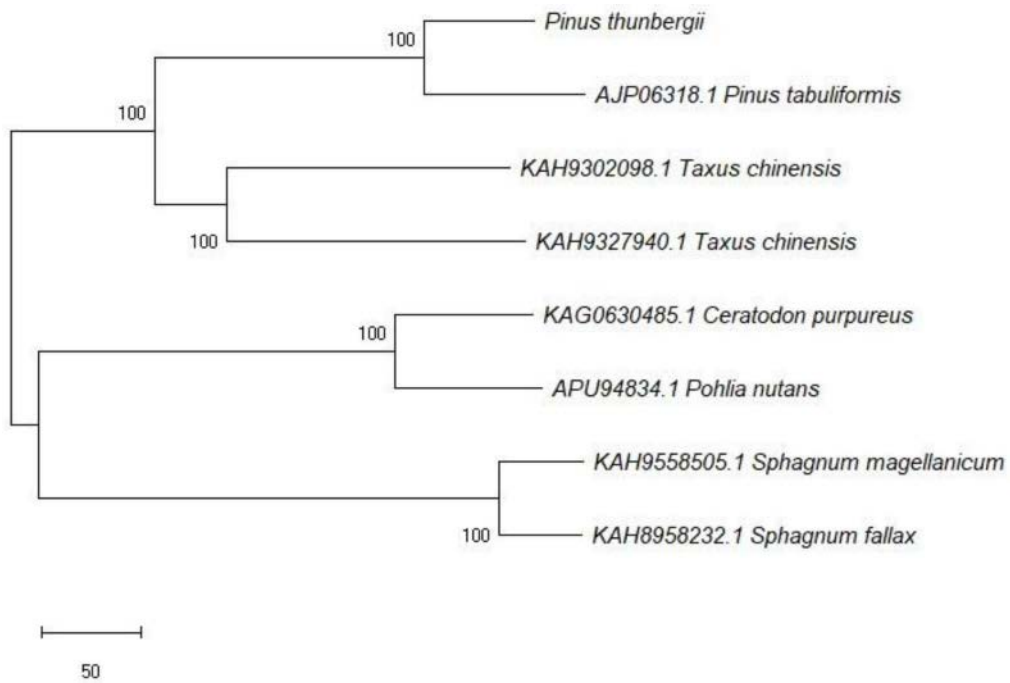 Pinus thunbergii
100
AJP06318.1 Pinus tabuliformis
100
KAH9302098.1 Taxus chinensis
100
KAH9327940.1 Taxus chinensis
KAG0630485.1 Ceratodon purpureus
100
APU94834.1 Pohlia nutans
KAH9558505.1 Sphagnum magellanicum
100
KAH8958232.1 Sphagnum fallax
50